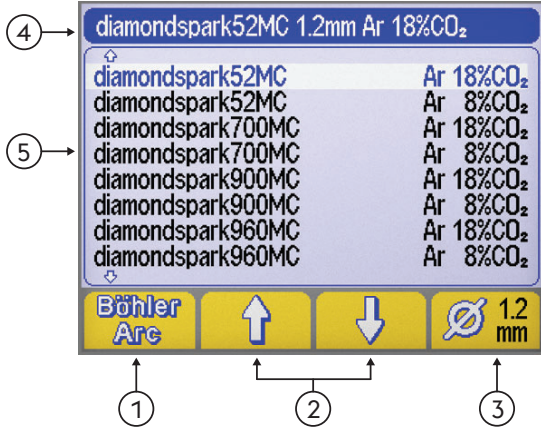 4
diamondspark52MC 1.2mm Ar 18%CO₂
5
diamondspark52MC Ar 18%CO₂
diamondspark52MC Ar 8%CO₂
diamondspark700MC Ar 18%CO₂
diamondspark700MC Ar 8%CO₂
diamondspark900MC Ar 18%CO₂
diamondspark900MC Ar 8%CO₂
diamondspark960MC Ar 18%CO₂
diamondspark960MC Ar 8%CO₂
Böhler
Arc
Ø 1.2
mm
1
2
3